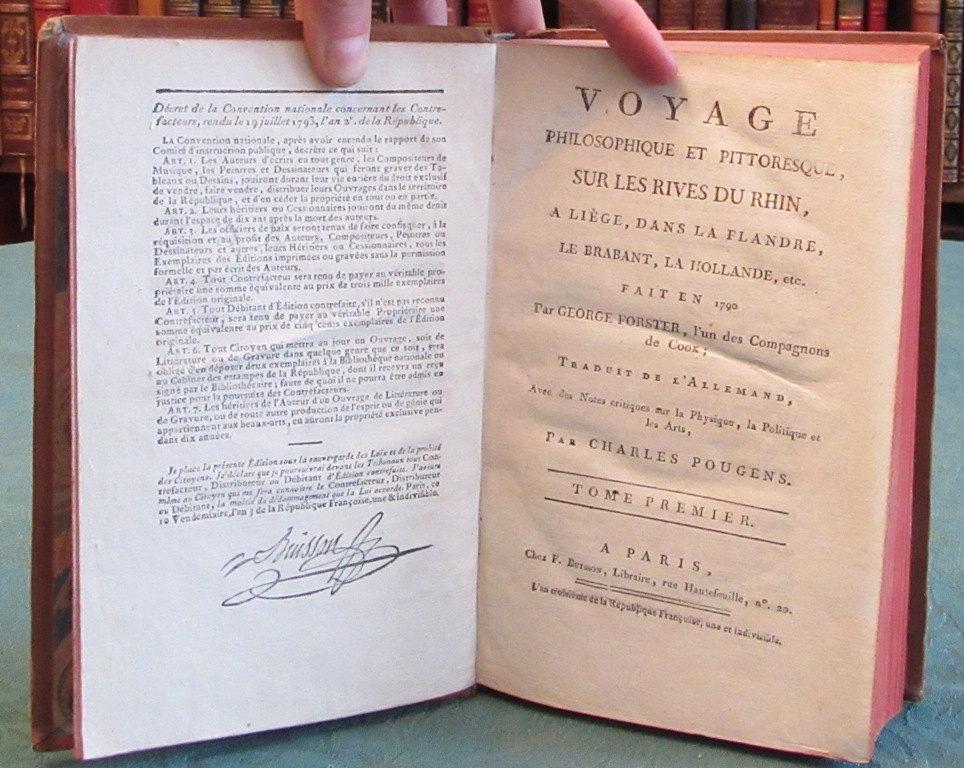 Décret de la Convention nationale concernant les Contre-
facteurs, rendu le 19 juillet 1793, l'an 2e. de la République.
LA Convention nationale, après avoir entendu le rapport de son
Comité d'instruction publique, décrète ce qui suit :
ART. 1. Les Auteurs d'écrits en tout genre, les Compositeurs de
Musique, les Peintres et Dessinateurs qui feront graver des Ta-
bleaux ou Dessins, jouiront durant leur vie entière du droit exclusif
de vendre, faire vendre, distribuer leurs Ouvrages dans le territoire
de la République, et d'en céder la propriété en tout ou en partie.
ART. 2. Leurs héritiers ou Cessionnaires jouiront du même droit
durant l'espace de dix ans après la mort des auteurs.
ART. 3. Les officiers de paix seront tenus de faire confisquer, à la
réquisition et au profit des Auteurs, Compositeurs, Peintres ou
Dessinateurs et autres, leurs Héritiers ou Cessionnaires, tous les
Exemplaires des Éditions imprimées ou gravées sans la permission
formelle et par écrit des Auteurs.
ART. 4. Tout Contrefacteur sera tenu de payer au véritable pro-
priétaire une somme équivalente au prix de trois mille exemplaires
de l'Édition originale.
ART. 5. Tout Débitant d'Édition contrefaite, s'il n'est pas reconnu
Contrefacteur, sera tenu de payer au véritable Propriétaire une
somme équivalente au prix de cinq cents exemplaires de l'Édition
originale.
ART. 6. Tout Citoyen qui mettra au jour un Ouvrage, soit de
Littérature ou de Gravure dans quelque genre que ce soit, sera
obligé d'en déposer deux exemplaires à la Bibliothèque nationale ou
au Cabinet des estampes de la République, dont il recevra un reçu
signé par le Bibliothécaire ; faute de quoi il ne pourra être admis en
justice pour la poursuite des Contrefacteurs.
ART. 7. Les héritiers de l'Auteur d'un Ouvrage de Littérature ou
de Gravure, ou de toute autre production de l'esprit ou du génie qui
appartiennent aux beaux-arts, en auront la propriété exclusive pen-
dant dix années.
Je place la présente Édition sous la sauve-garde des Loix et de la probité
des Citoyens. Je déclare que je poursuivrai devant les Tribunaux tout Con-
trefacteur, Distributeur ou Débitant d'Édition contrefaite. J'assure
même au Citoyen qui me fera connoître le Contrefacteur, Distributeur
ou Débitant, la moitié du dédommagement que la Loi accorde. Paris, ce
10 Vendémiaire, l'an 3 de la République Françoise, une & indivisible.
Buisson
VOYAGE
PHILOSOPHIQUE ET PITTORESQUE,
SUR LES RIVES DU RHIN,
A LIÈGE, DANS LA FLANDRE,
LE BRABANT, LA HOLLANDE, etc.
FAIT EN 1790
Par GEORGE FORSTER, l'un des Compagnons
de Cook;
TRADUIT DE L'ALLEMAND,
Avec des Notes critiques sur la Physique, la Politique et
les Arts,
PAR CHARLES POUGENS.
TOME PREMIER.
A PARIS,
Chez F. BUISSON, Libraire, rue Hautefeuille, n°. 20.
L'an troisième de la République Françoise, une et indivisible.